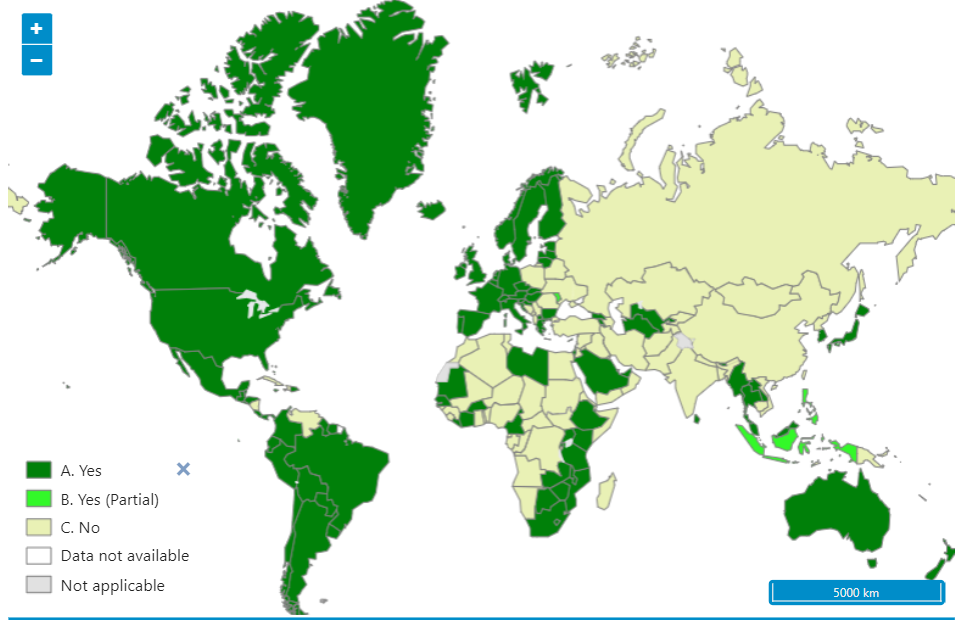 +
−
A. Yes
B. Yes (Partial)
C. No
Data not available
Not applicable
5000 km